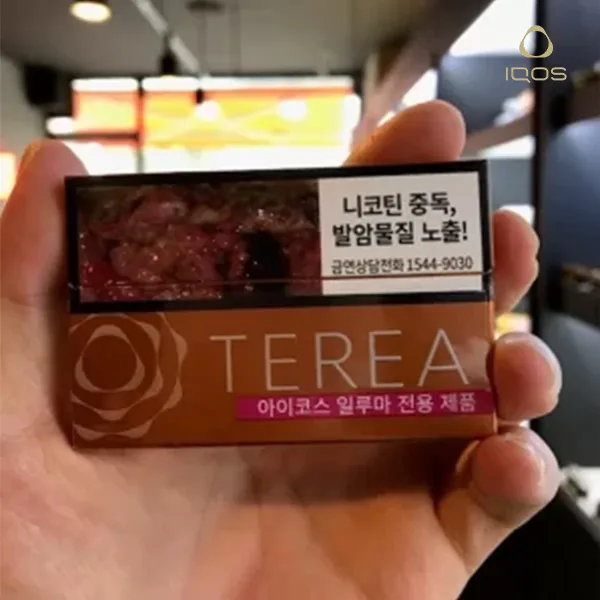 IQOS
니코틴 중독,
발암물질 노출!
금연상담전화 1544-9030
TEREA
아이코스 일루마 전용 제품